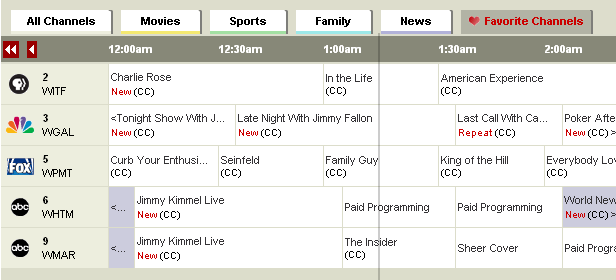 All Channels Movies Sports Family News Favorite Channels
12:00am 12:30am 1:00am 1:30am 2:00am
2 Charlie Rose In the Life American Experience
WITF New (CC) (CC) (CC)
3 <Tonight Show With J... Late Night With Jimmy Fallon Last Call With Ca... Poker Afte
WGAL New (CC) New (CC) Repeat (CC) New (CC) >
FOX 5 Curb Your Enthusi... Seinfeld Family Guy King of the Hill Everybody Lov
WPMT (CC) (CC) (CC) (CC) (CC)
abc 6 <... Jimmy Kimmel Live Paid Programming Paid Programming World New
WHTM New (CC) New (CC) >
abc 9 <... Jimmy Kimmel Live The Insider Sheer Cover Paid Progra
WMAR New (CC) (CC)